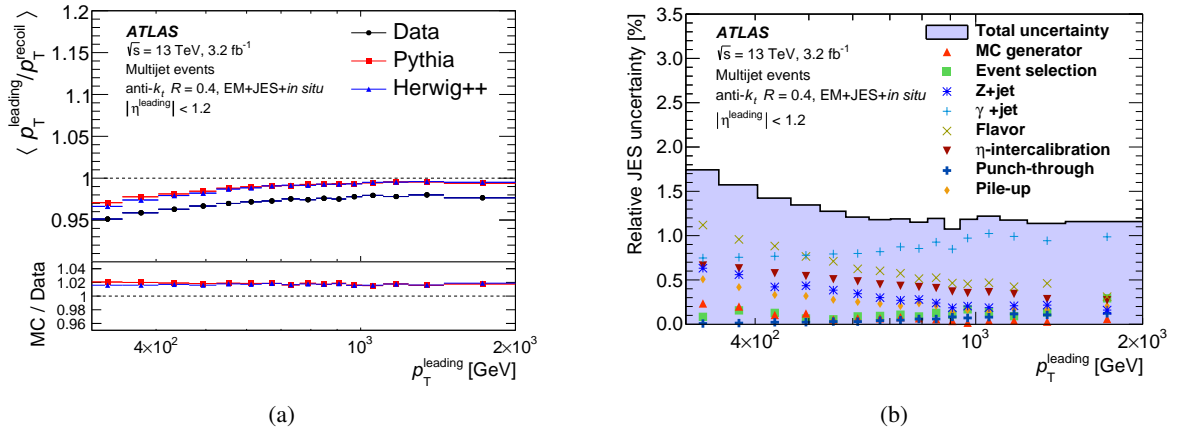 1.2
1.15
1.1
1.05
1
0.95
⟨ p_T^leading/p_T^recoil ⟩
ATLAS
√s = 13 TeV, 3.2 fb⁻¹
Multijet events
anti-k_t R = 0.4, EM+JES+in situ
|η^leading| < 1.2
Data
Pythia
Herwig++
1.04
1.02
1
0.98
0.96
MC / Data
4×10² 10³ 2×10³
p_T^leading [GeV]
(a)
3.5
3.0
2.5
2.0
1.5
1.0
0.5
0.0
Relative JES uncertainty [%]
ATLAS
√s = 13 TeV, 3.2 fb⁻¹
Multijet events
anti-k_t R = 0.4, EM+JES+in situ
|η^leading| < 1.2
Total uncertainty
MC generator
Event selection
Z+jet
γ +jet
Flavor
η-intercalibration
Punch-through
Pile-up
4×10² 10³ 2×10³
p_T^leading [GeV]
(b)